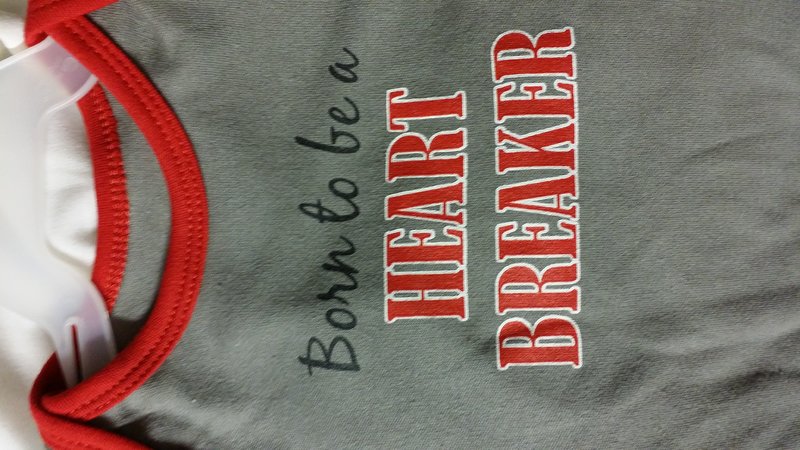 Born to be a
HEART
BREAKER